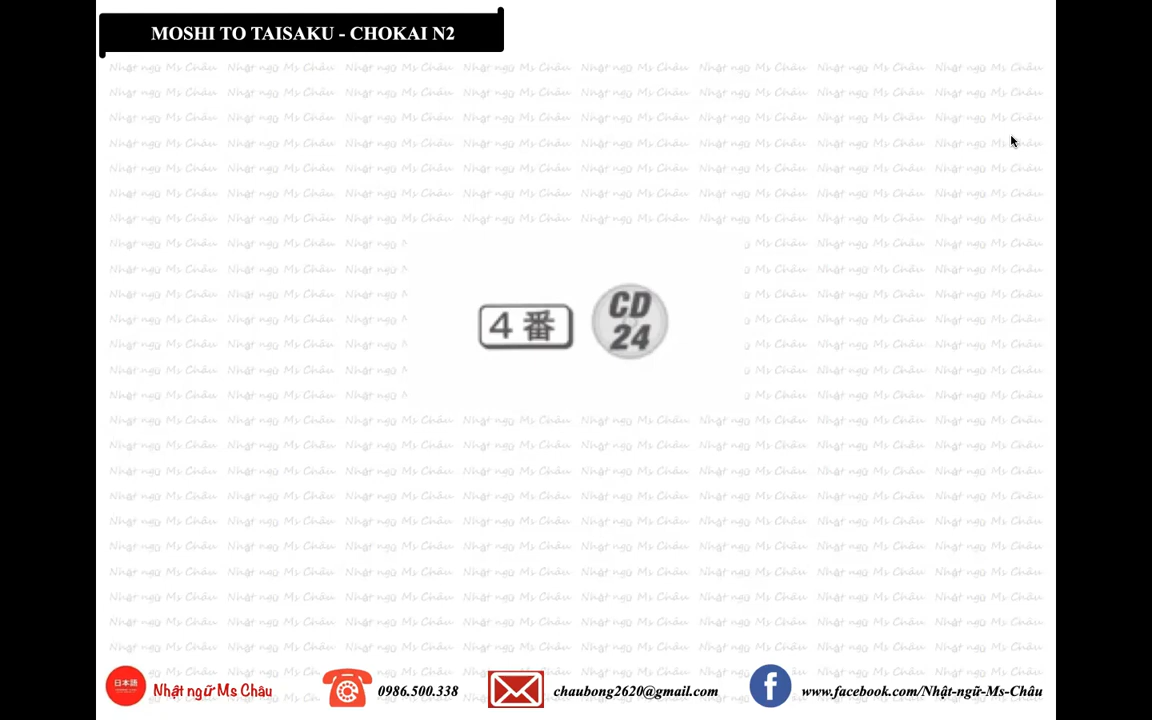 MOSHI TO TAISAKU - CHOKAI N2
4番
CD
24
日本語
Nhật ngữ Ms Châu
0986.500.338
chaubong2620@gmail.com
www.facebook.com/Nhật-ngữ-Ms-Châu